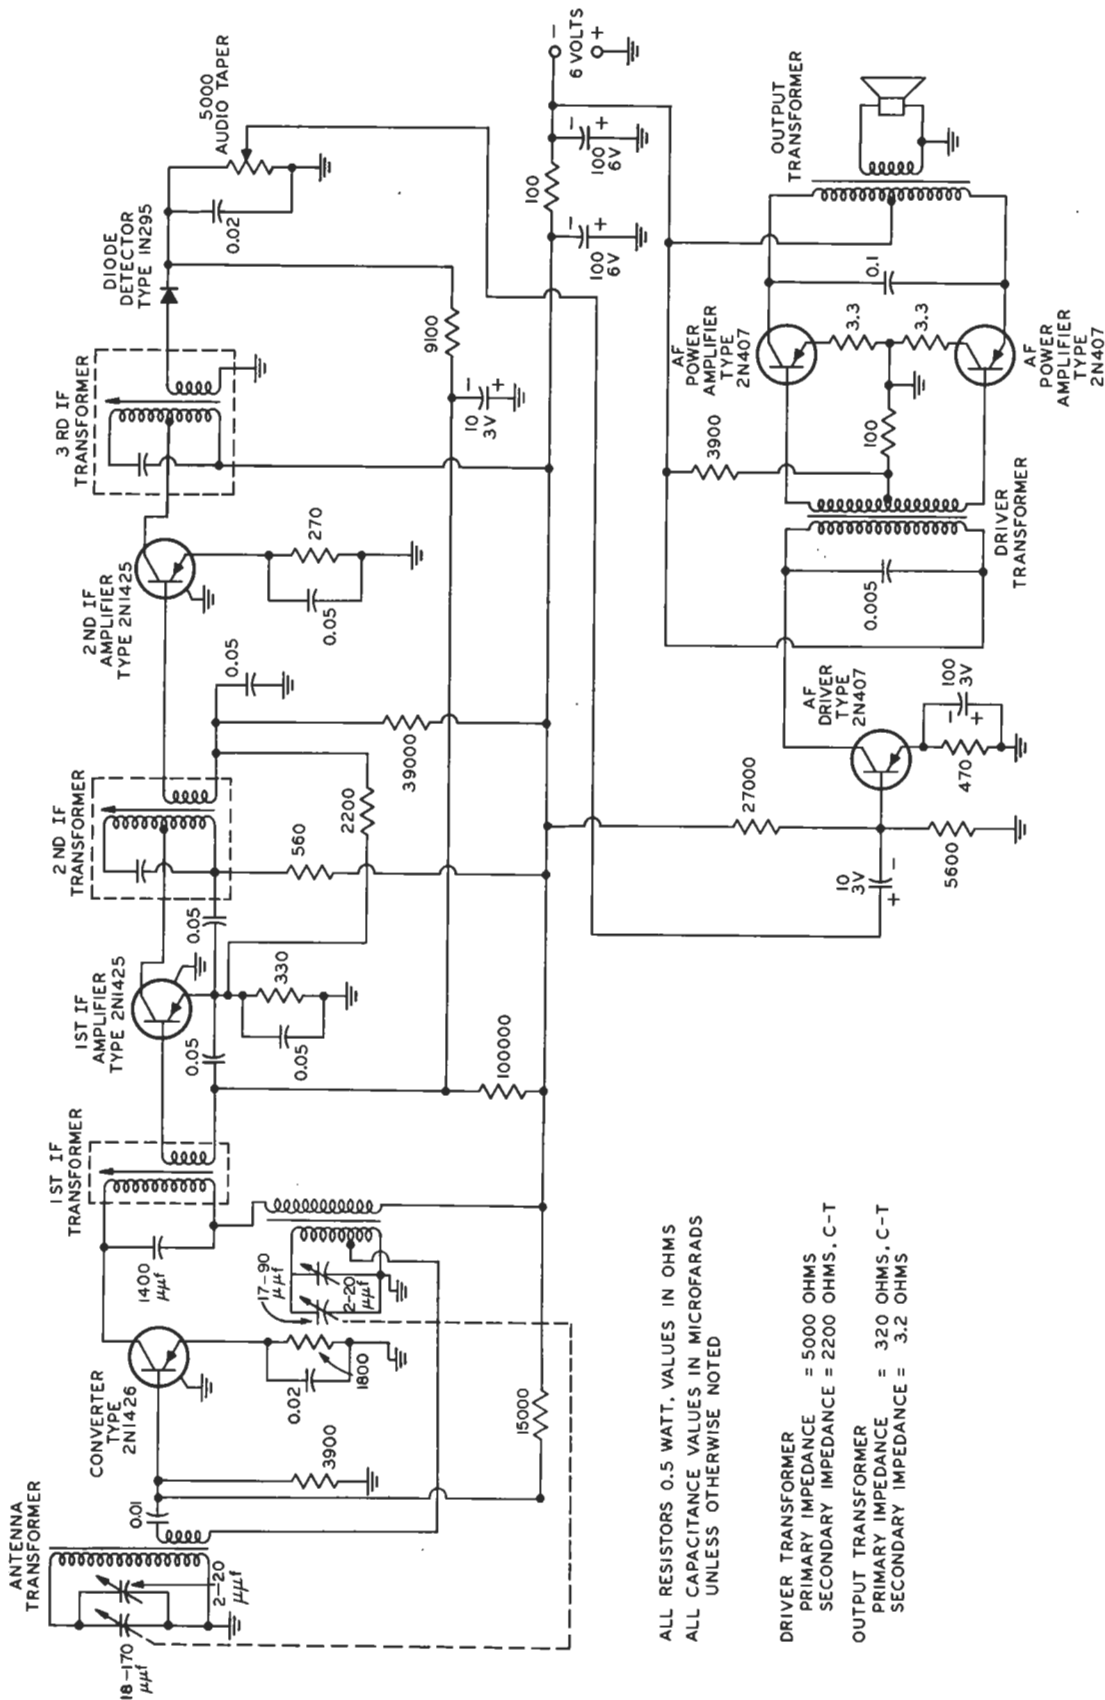 ANTENNA
TRANSFORMER
18-170
μμf
2-20
μμf
0.01
CONVERTER
TYPE
2N1426
3900
0.02
1800
15000
1400
μμf
17-90
μμf
2-20
μμf
1ST IF
TRANSFORMER
1ST IF
AMPLIFIER
TYPE 2N1425
0.05
0.05
0.05
330
100000
2ND IF
TRANSFORMER
560
2200
39000
0.05
2ND IF
AMPLIFIER
TYPE 2N1425
0.05
270
3RD IF
TRANSFORMER
DIODE
DETECTOR
TYPE 1N295
0.02
5000
AUDIO TAPER
9100
10
3V
-
+
100
100
6V
-
+
100
6V
-
+
-
6 VOLTS
+
10
3V
+
-
27000
5600
AF
DRIVER
TYPE
2N407
470
100
3V
-
+
0.005
DRIVER
TRANSFORMER
3900
100
AF
POWER
AMPLIFIER
TYPE
2N407
3.3
3.3
AF
POWER
AMPLIFIER
TYPE
2N407
0.1
OUTPUT
TRANSFORMER
ALL RESISTORS 0.5 WATT, VALUES IN OHMS
ALL CAPACITANCE VALUES IN MICROFARADS
UNLESS OTHERWISE NOTED
DRIVER TRANSFORMER
PRIMARY IMPEDANCE = 5000 OHMS
SECONDARY IMPEDANCE = 2200 OHMS, C-T
OUTPUT TRANSFORMER
PRIMARY IMPEDANCE = 320 OHMS, C-T
SECONDARY IMPEDANCE = 3.2 OHMS